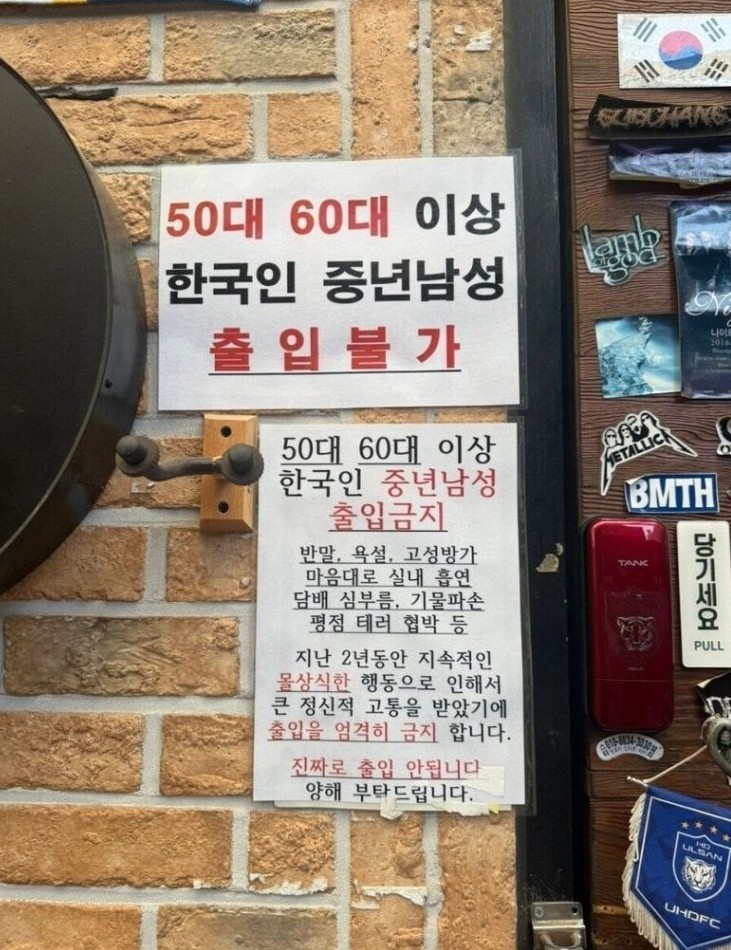 50대 60대 이상
한국인 중년남성
출입불가
50대 60대 이상
한국인 중년남성
출입금지
반말, 욕설, 고성방가
마음대로 실내 흡연
담배 심부름, 기물파손
평점 테러 협박 등
지난 2년동안 지속적인
몰상식한 행동으로 인해서
큰 정신적 고통을 받았기에
출입을 엄격히 금지 합니다.
진짜로 출입 안됩니다
양해 부탁드립니다.
lamb of god
METALLICA
BMTH
TANK
당기세요
PULL
HD
ULSAN
UHDFC